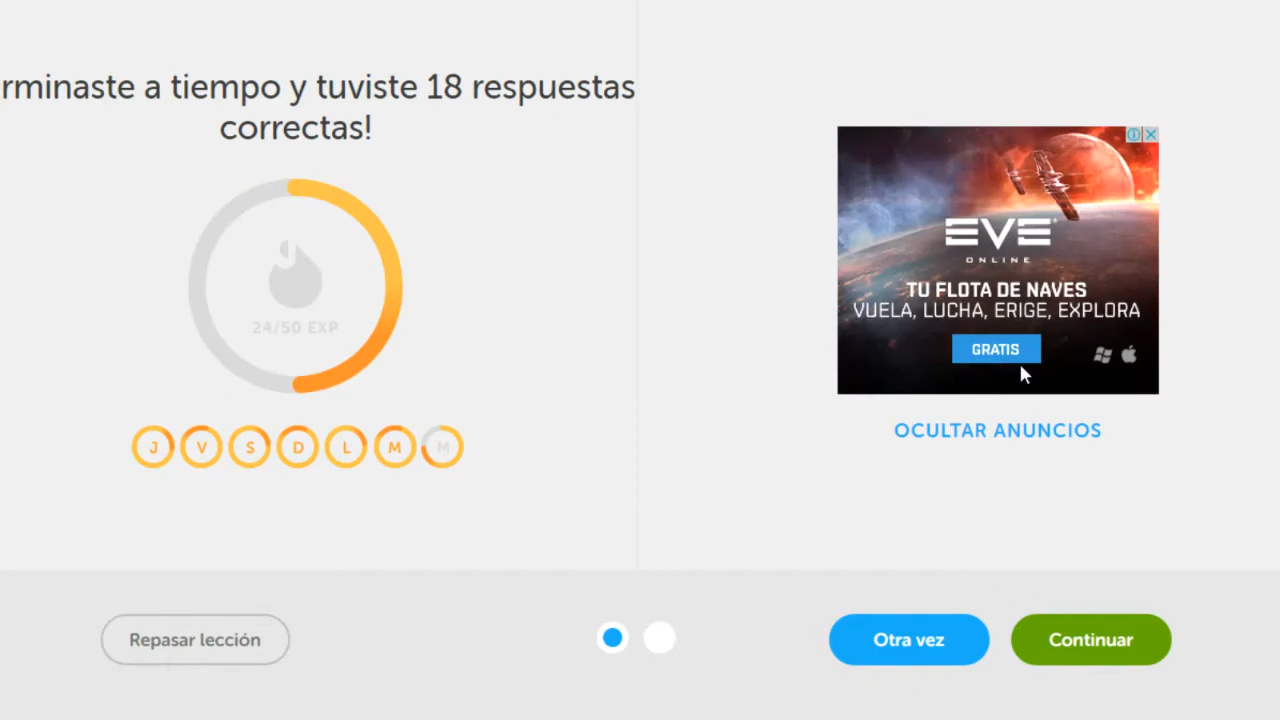 rminaste a tiempo y tuviste 18 respuestas
correctas!
24/50 EXP
J V S D L M M
EVE
ONLINE
TU FLOTA DE NAVES
VUELA, LUCHA, ERIGE, EXPLORA
GRATIS
OCULTAR ANUNCIOS
Repasar lección
Otra vez
Continuar